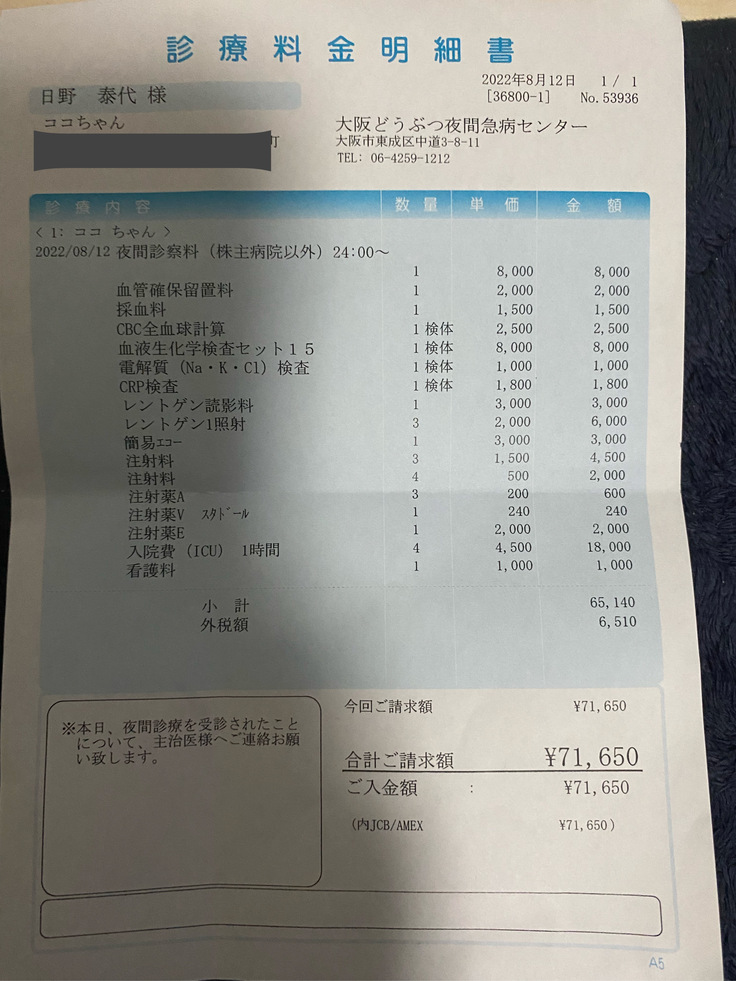 診療料金明細書
2022年8月12日 1 / 1
[36800-1] No.53936
日野 泰代 様
ココちゃん
町
大阪どうぶつ夜間急病センター
大阪市東成区中道3-8-11
TEL: 06-4259-1212
診療内容 数量 単価 金額
< 1: ココ ちゃん >
2022/08/12 夜間診察料 (株主病院以外) 24:00～
1 8,000 8,000
血管確保留置料 1 2,000 2,000
採血料 1 1,500 1,500
CBC全血球計算 1 検体 2,500 2,500
血液生化学検査セット15 1 検体 8,000 8,000
電解質 (Na・K・Cl) 検査 1 検体 1,000 1,000
CRP検査 1 検体 1,800 1,800
レントゲン読影料 1 3,000 3,000
レントゲン1照射 3 2,000 6,000
簡易ｴｺｰ 1 3,000 3,000
注射料 3 1,500 4,500
注射料 4 500 2,000
注射薬A 3 200 600
注射薬V ｽﾀﾄﾞｰﾙ 1 240 240
注射薬E 1 2,000 2,000
入院費 (ICU) 1時間 4 4,500 18,000
看護料 1 1,000 1,000
小 計 65,140
外税額 6,510
※本日、夜間診療を受診されたこと
について、主治医様へご連絡お願
い致します。
今回ご請求額 ¥71,650
合計ご請求額 ¥71,650
ご入金額 : ¥71,650
(内JCB/AMEX ¥71,650)
A5